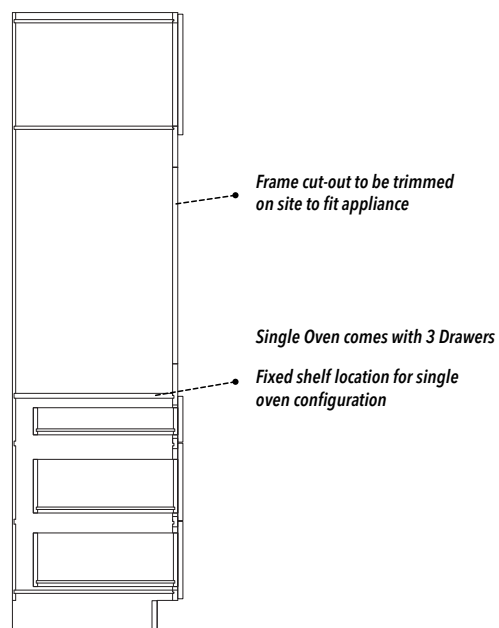 Frame cut-out to be trimmed
on site to fit appliance
Single Oven comes with 3 Drawers
Fixed shelf location for single
oven configuration